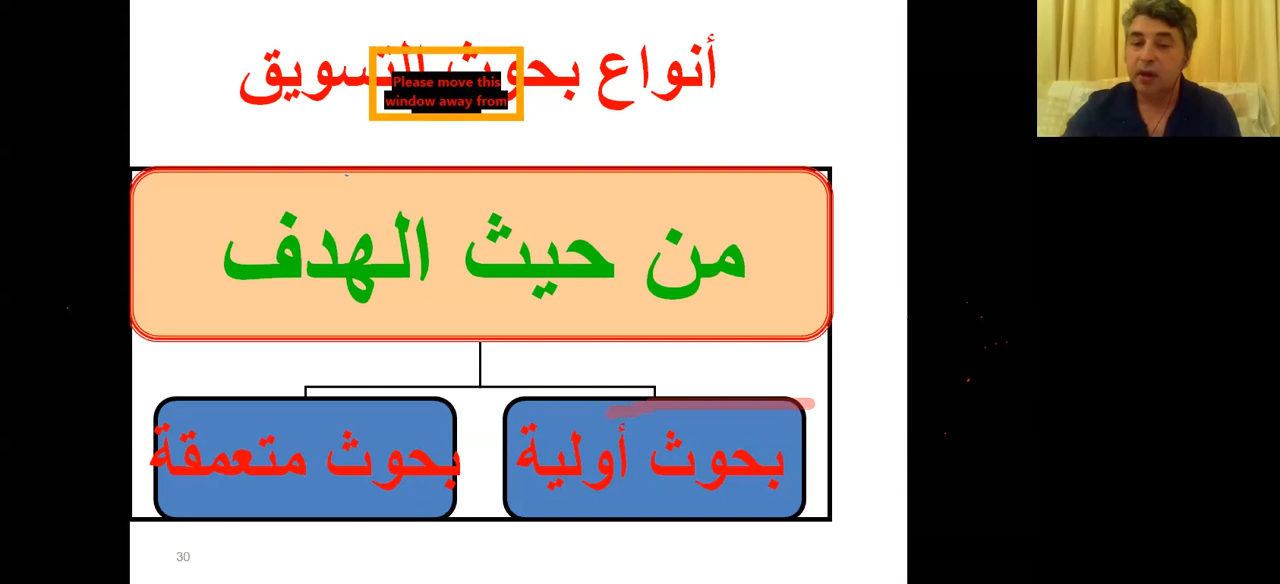 أنواع بحوث التسويق
Please move this
window away from
من حيث الهدف
بحوث أولية
بحوث متعمقة
30